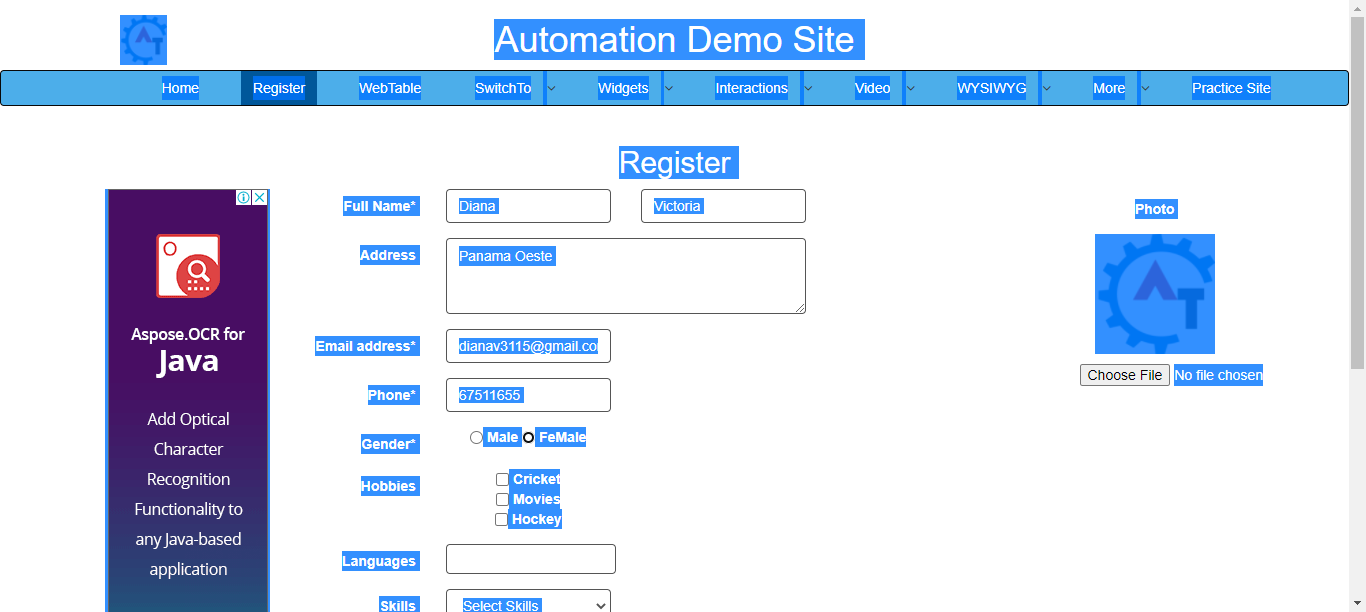 Automation Demo Site
Home Register WebTable SwitchTo Widgets Interactions Video WYSIWYG More Practice Site
Register
Full Name* Diana Victoria
Photo
Address Panama Oeste
Email address* dianav3115@gmail.co
Choose File No file chosen
Phone* 67511655
Gender* Male FeMale
Hobbies Cricket
Movies
Hockey
Languages
Skills Select Skills
AT
Aspose.OCR for
Java
Add Optical
Character
Recognition
Functionality to
any Java-based
application
AT